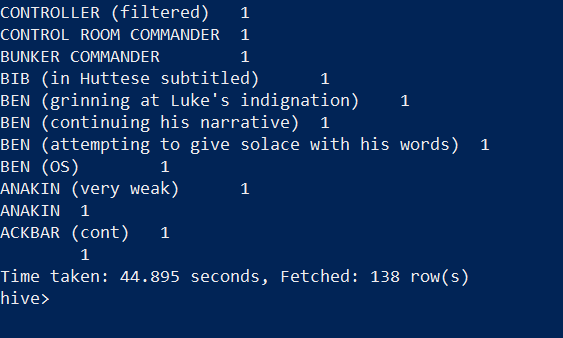 CONTROLLER (filtered)   1
CONTROL ROOM COMMANDER  1
BUNKER COMMANDER        1
BIB (in Huttese subtitled)      1
BEN (grinning at Luke's indignation)    1
BEN (continuing his narrative)  1
BEN (attempting to give solace with his words)  1
BEN (OS)        1
ANAKIN (very weak)      1
ANAKIN  1
ACKBAR (cont)   1
        1
Time taken: 44.895 seconds, Fetched: 138 row(s)
hive>